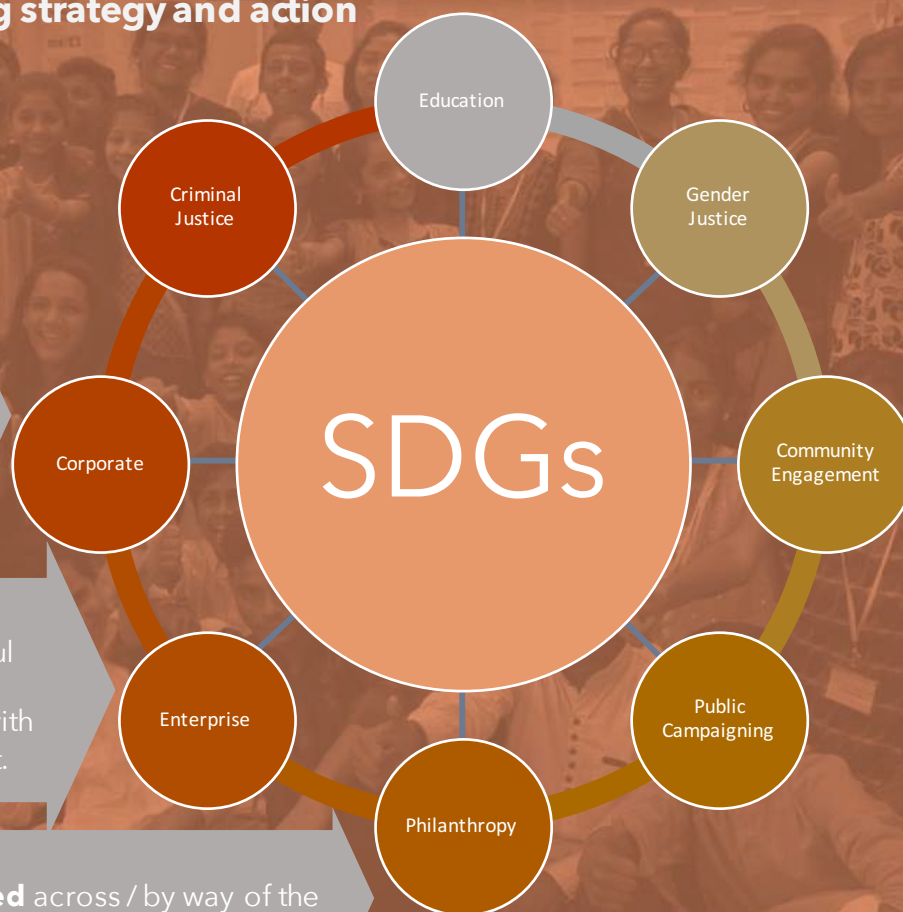 strategy and action
Education
Criminal
Justice
Gender
Justice
SDGs
Corporate
Community
Engagement
Enterprise
Public
Campaigning
Philanthropy
across / by way of the